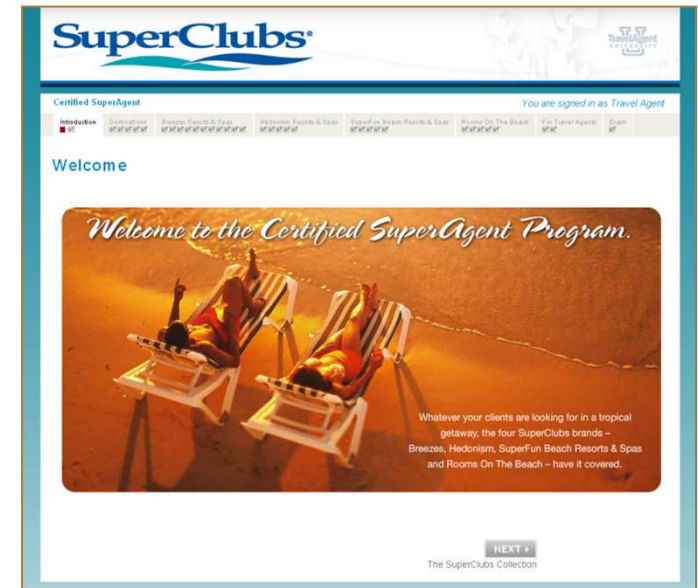 SuperClubs®
TravelAgent
UNIVERSITY
Certified SuperAgent
You are signed in as Travel Agent
Introduction Destinations Breezes Resorts & Spas Hedonism Resorts & Spas SuperFun Beach Resorts & Spas Rooms On The Beach For Travel Agents Exam
Welcome
Welcome to the Certified SuperAgent Program.
Whatever your clients are looking for in a tropical
getaway, the four SuperClubs brands –
Breezes, Hedonism, SuperFun Beach Resorts & Spas
and Rooms On The Beach – have it covered.
NEXT
The SuperClubs Collection